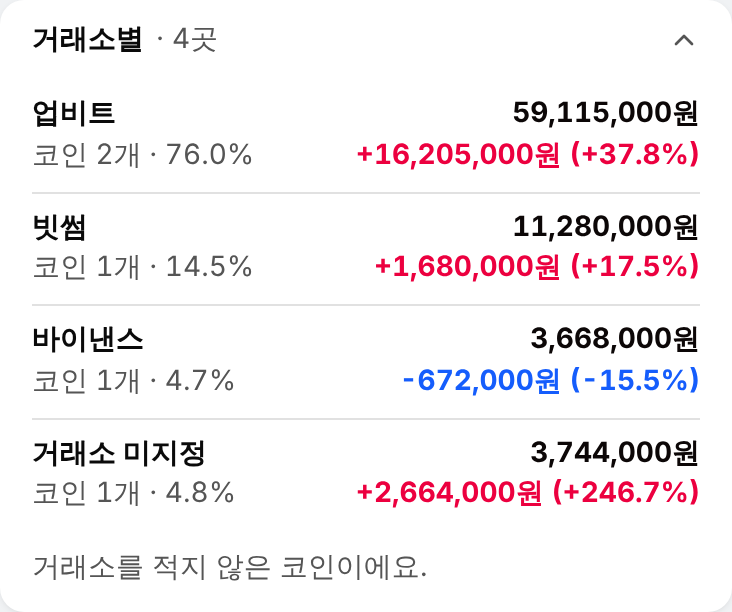 거래소별 · 4곳
업비트 59,115,000원
코인 2개 · 76.0% +16,205,000원 (+37.8%)
빗썸 11,280,000원
코인 1개 · 14.5% +1,680,000원 (+17.5%)
바이낸스 3,668,000원
코인 1개 · 4.7% -672,000원 (-15.5%)
거래소 미지정 3,744,000원
코인 1개 · 4.8% +2,664,000원 (+246.7%)
거래소를 적지 않은 코인이에요.